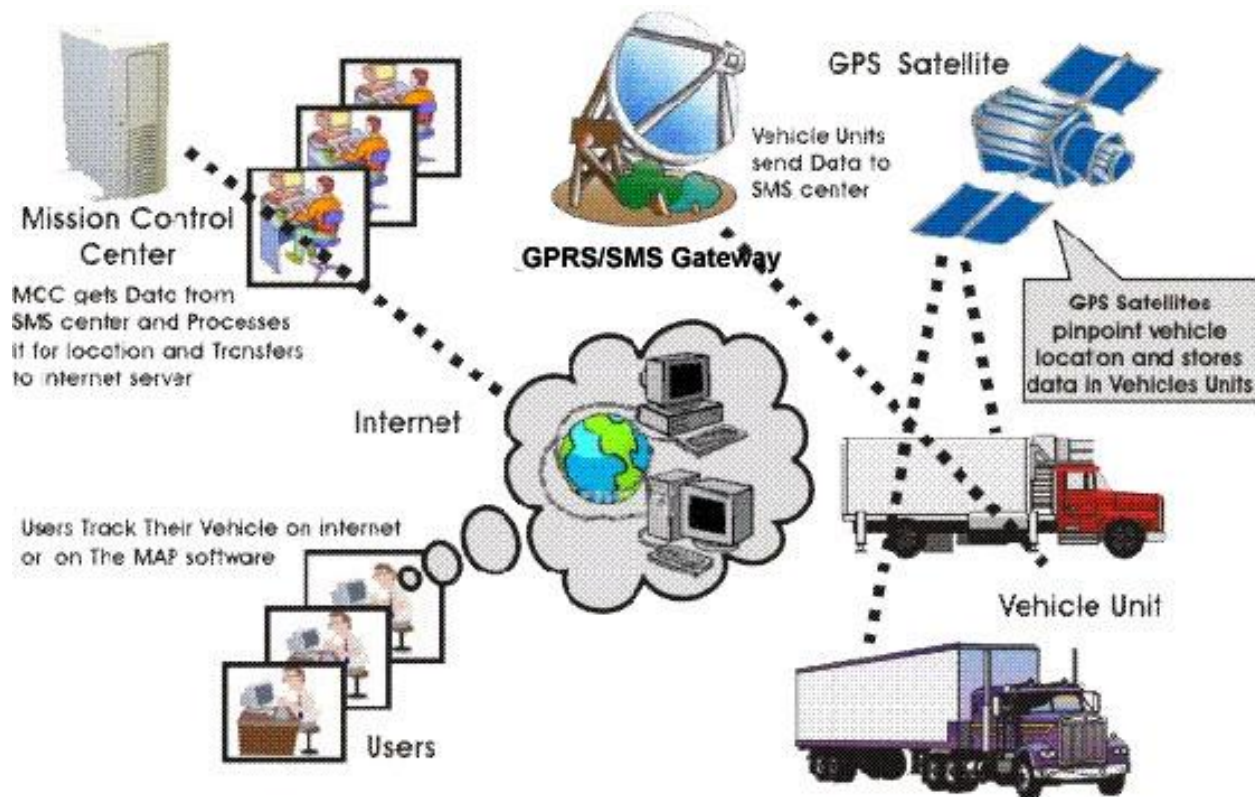 GPS Satellite
Vehicle Units
send Data to
SMS center
Mission Control
Center
GPRS/SMS Gateway
MCC gets Data from
SMS center and Processes
it for location and Transfers
to Internet server
GPS Satellites
pinpoint vehicle
location and stores
data in Vehicles Units
Internet
Users Track Their Vehicle on internet
or on The MAP software
Vehicle Unit
Users